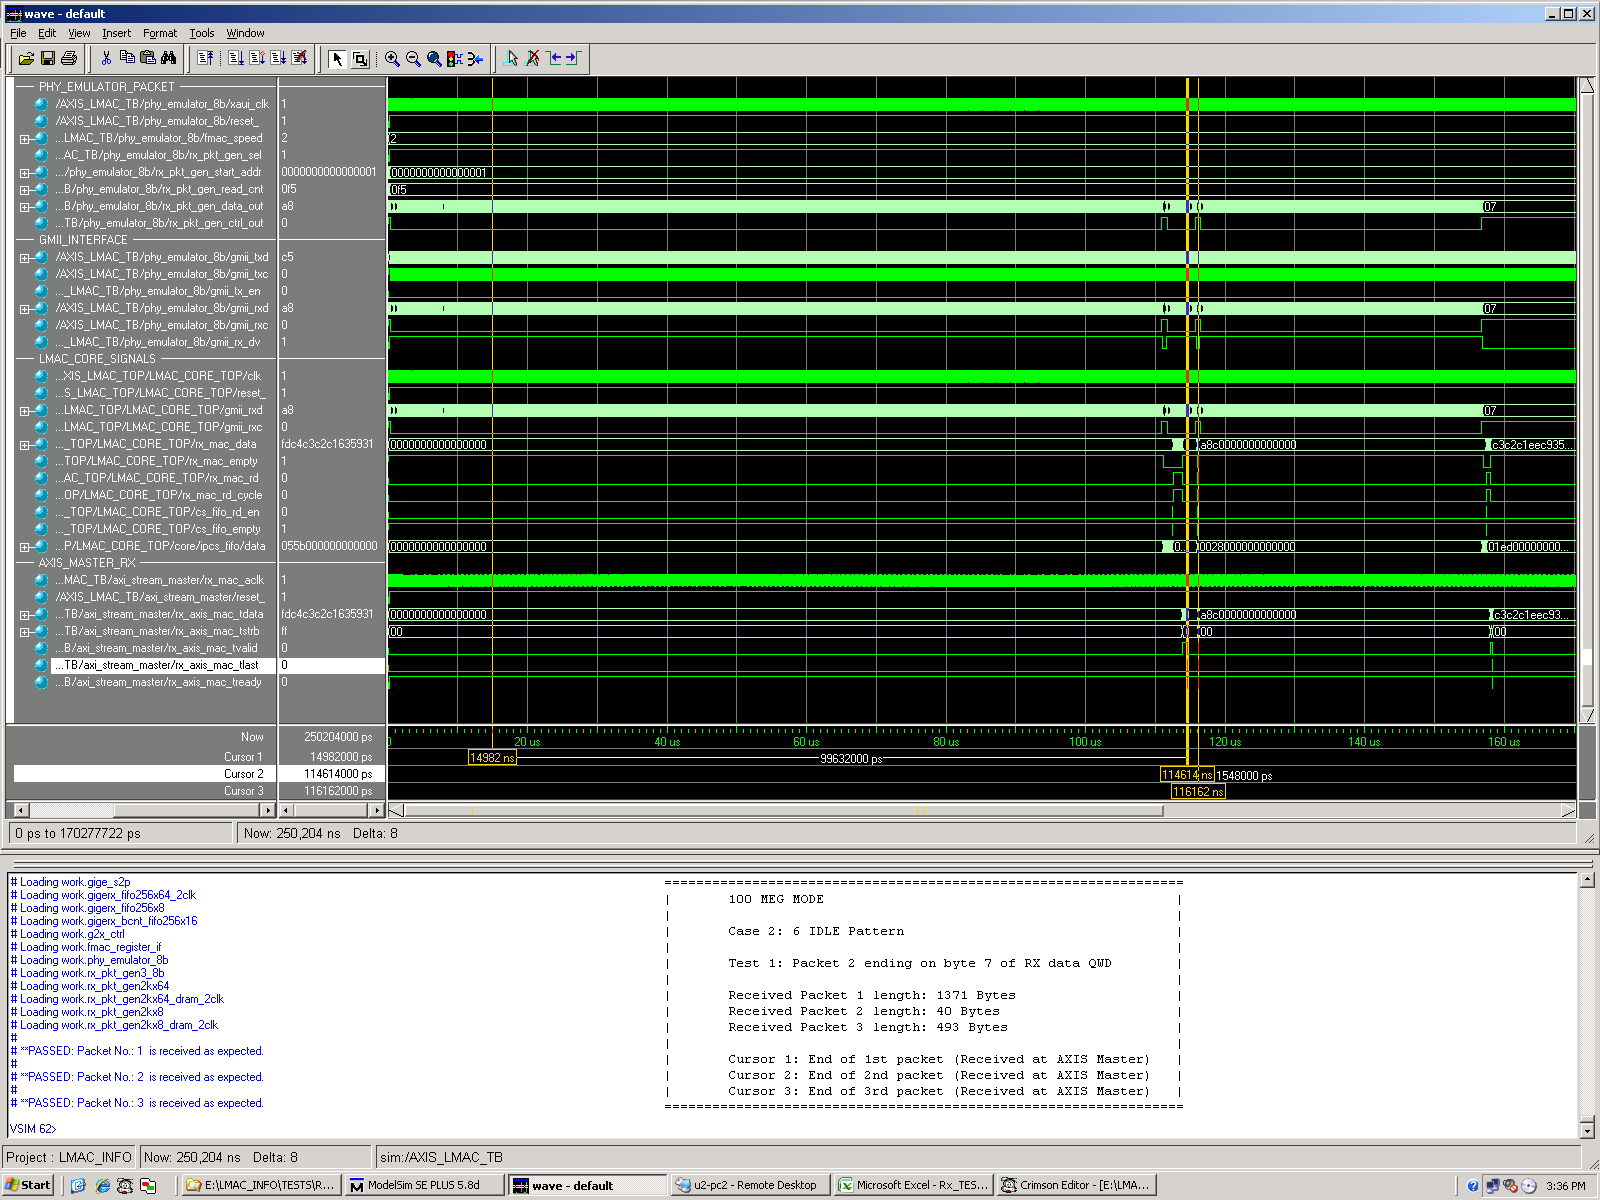 wave - default
File Edit View Insert Format Tools Window
PHY_EMULATOR_PACKET
/AXIS_LMAC_TB/phy_emulator_8b/xaui_clk 1
/AXIS_LMAC_TB/phy_emulator_8b/reset_ 1
...LMAC_TB/phy_emulator_8b/fmac_speed 2 2
...AC_TB/phy_emulator_8b/rx_pkt_gen_sel 1
.../phy_emulator_8b/rx_pkt_gen_start_addr 0000000000000001 0000000000000001
...B/phy_emulator_8b/rx_pkt_gen_read_cnt 0f5 0f5
...B/phy_emulator_8b/rx_pkt_gen_data_out a8 07
...TB/phy_emulator_8b/rx_pkt_gen_ctrl_out 0
GMII_INTERFACE
/AXIS_LMAC_TB/phy_emulator_8b/gmii_txd c5
/AXIS_LMAC_TB/phy_emulator_8b/gmii_txc 0
..._LMAC_TB/phy_emulator_8b/gmii_tx_en 0
/AXIS_LMAC_TB/phy_emulator_8b/gmii_rxd a8 07
/AXIS_LMAC_TB/phy_emulator_8b/gmii_rxc 0
..._LMAC_TB/phy_emulator_8b/gmii_rx_dv 1
LMAC_CORE_SIGNALS
...XIS_LMAC_TOP/LMAC_CORE_TOP/clk 1
...S_LMAC_TOP/LMAC_CORE_TOP/reset_ 1
...LMAC_TOP/LMAC_CORE_TOP/gmii_rxd a8 07
...LMAC_TOP/LMAC_CORE_TOP/gmii_rxc 0
..._TOP/LMAC_CORE_TOP/rx_mac_data fdc4c3c2c1635931 0000000000000000 a8c0000000000000 c3c2c1eec935...
...TOP/LMAC_CORE_TOP/rx_mac_empty 1
...AC_TOP/LMAC_CORE_TOP/rx_mac_rd 0
...OP/LMAC_CORE_TOP/rx_mac_rd_cycle 0
..._TOP/LMAC_CORE_TOP/cs_fifo_rd_en 0
..._TOP/LMAC_CORE_TOP/cs_fifo_empty 1
...P/LMAC_CORE_TOP/core/ipcs_fifo/data 055b000000000000 0000000000000000 0... 0028000000000000 01ed00000000...
AXIS_MASTER_RX
...MAC_TB/axi_stream_master/rx_mac_aclk 1
/AXIS_LMAC_TB/axi_stream_master/reset_ 1
...TB/axi_stream_master/rx_axis_mac_tdata fdc4c3c2c1635931 0000000000000000 a8c0000000000000 c3c2c1eec93...
...TB/axi_stream_master/rx_axis_mac_tstrb ff 00 00 00
...B/axi_stream_master/rx_axis_mac_tvalid 0
...TB/axi_stream_master/rx_axis_mac_tlast 0
...B/axi_stream_master/rx_axis_mac_tready 0
Now 250204000 ps 0 20 us 40 us 60 us 80 us 100 us 120 us 140 us 160 us
Cursor 1 14982000 ps 14982 ns 99632000 ps
Cursor 2 114614000 ps 114614 ns 1548000 ps
Cursor 3 116162000 ps 116162 ns
0 ps to 170277722 ps Now: 250,204 ns Delta: 8
# Loading work.gige_s2p
# Loading work.gigerx_fifo256x64_2clk
# Loading work.gigerx_fifo256x8
# Loading work.gigerx_bcnt_fifo256x16
# Loading work.g2x_ctrl
# Loading work.fmac_register_if
# Loading work.phy_emulator_8b
# Loading work.rx_pkt_gen3_8b
# Loading work.rx_pkt_gen2kx64
# Loading work.rx_pkt_gen2kx64_dram_2clk
# Loading work.rx_pkt_gen2kx8
# Loading work.rx_pkt_gen2kx8_dram_2clk
#
# **PASSED: Packet No.: 1 is received as expected.
#
# **PASSED: Packet No.: 2 is received as expected.
#
# **PASSED: Packet No.: 3 is received as expected.
VSIM 62>
100 MEG MODE
Case 2: 6 IDLE Pattern
Test 1: Packet 2 ending on byte 7 of RX data QWD
Received Packet 1 length: 1371 Bytes
Received Packet 2 length: 40 Bytes
Received Packet 3 length: 493 Bytes
Cursor 1: End of 1st packet (Received at AXIS Master)
Cursor 2: End of 2nd packet (Received at AXIS Master)
Cursor 3: End of 3rd packet (Received at AXIS Master)
Project : LMAC_INFO Now: 250,204 ns Delta: 8 sim:/AXIS_LMAC_TB
Start E:\LMAC_INFO\TESTS\R... ModelSim SE PLUS 5.8d wave - default u2-pc2 - Remote Desktop Microsoft Excel - Rx_TES... Crimson Editor - [E:\LMA... 3:36 PM